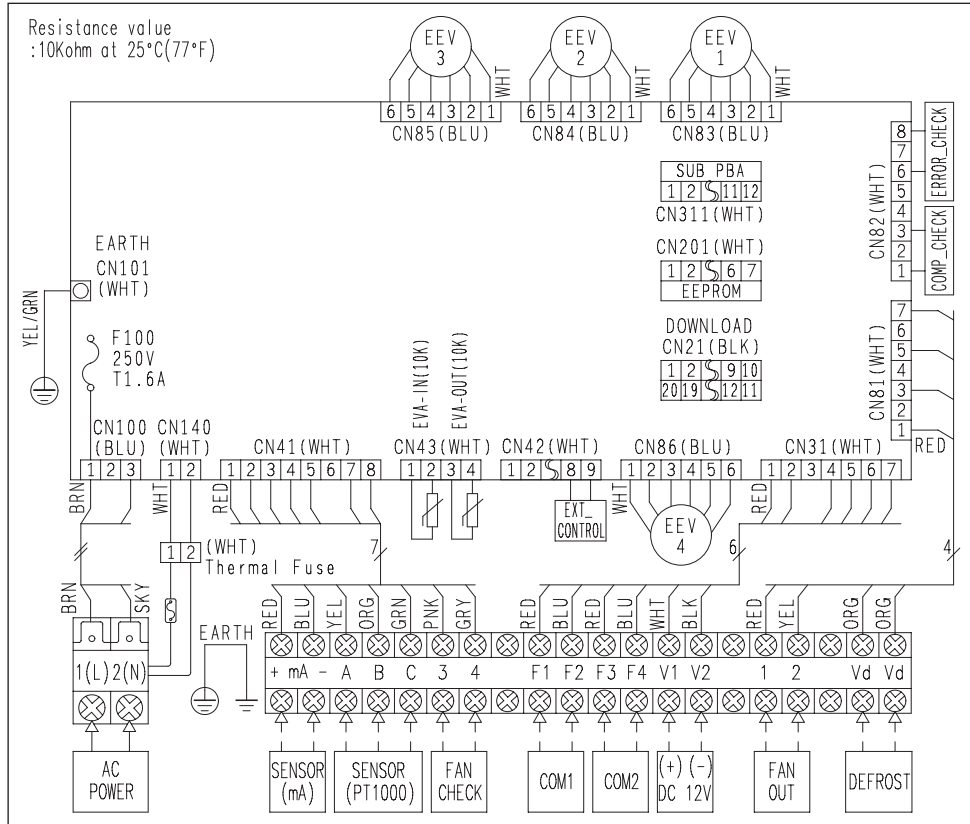 Resistance value
:10Kohm at 25°C(77°F)
EEV
3
EEV
2
EEV
1
WHT
WHT
WHT
6 5 4 3 2 1
6 5 4 3 2 1
6 5 4 3 2 1
CN85(BLU)
CN84(BLU)
CN83(BLU)
8
7
6
5
4
3
2
1
CN82(WHT)
ERROR_CHECK
COMP_CHECK
SUB PBA
1 2 11 12
CN311(WHT)
CN201(WHT)
1 2 6 7
EEPROM
DOWNLOAD
CN21(BLK)
1 2 9 10
20 19 12 11
7
6
5
4
3
2
1
CN81(WHT)
RED
EARTH
CN101
(WHT)
YEL/GRN
F100
250V
T1.6A
EVA-IN(10K)
EVA-OUT(10K)
CN100
(BLU)
CN140
(WHT)
CN41(WHT)
CN43(WHT)
CN42(WHT)
CN86(BLU)
CN31(WHT)
1 2 3
1 2
1 2 3 4 5 6 7 8
1 2 3 4
1 2 8 9
1 2 3 4 5 6
1 2 3 4 5 6 7
BRN
WHT
RED
EXT_
CONTROL
WHT
EEV
4
RED
7
6
4
1 2
(WHT)
Thermal Fuse
BRN
SKY
EARTH
RED
BLU
YEL
ORG
GRN
PNK
GRY
RED
BLU
RED
BLU
WHT
BLK
RED
YEL
ORG
ORG
1(L) 2(N)
+ mA - A B C 3 4 F1 F2 F3 F4 V1 V2 1 2 Vd Vd
AC
POWER
SENSOR
(mA)
SENSOR
(PT1000)
FAN
CHECK
COM1
COM2
(+) (-)
DC 12V
FAN
OUT
DEFROST